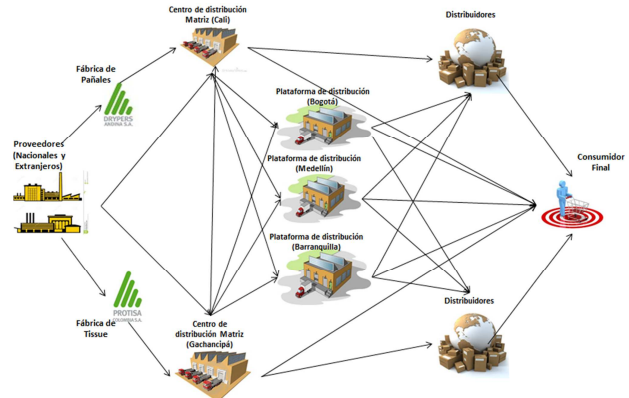 Centro de distribución
Matriz (Cali)
Distribuidores
Fábrica de
Pañales
DRYPERS
ANDINA S.A.
Plataforma de distribución
(Bogotá)
Proveedores
(Nacionales y
Extranjeros)
Plataforma de distribución
(Medellín)
Consumidor
Final
Plataforma de distribución
(Barranquilla)
PROTISA
COLOMBIA S.A.
Fábrica de
Tissue
Centro de
distribución Matriz
(Gachancipá)
Distribuidores